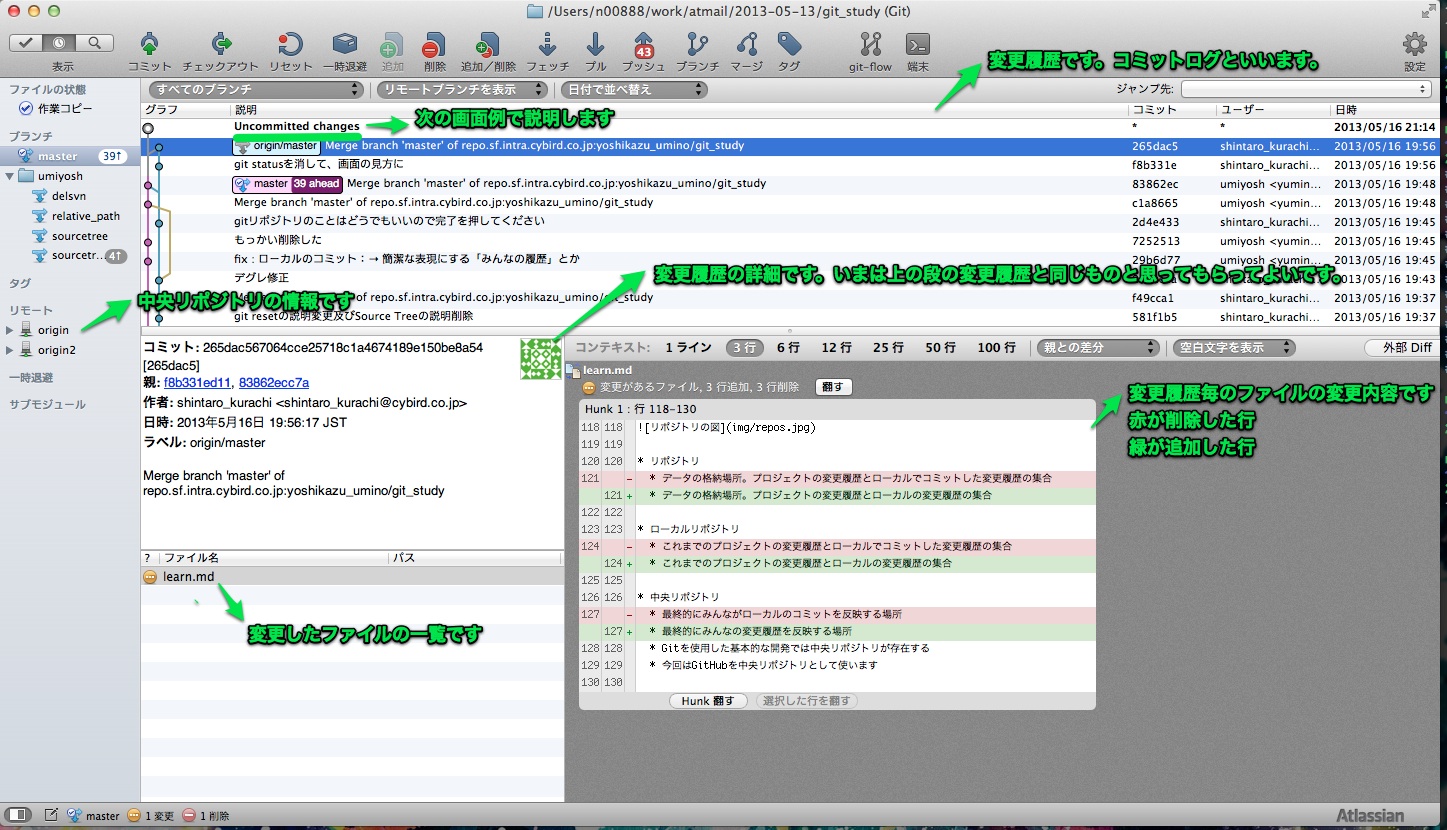 /Users/n00888/work/atmail/2013-05-13/git_study (Git)
43
表示 コミット チェックアウト リセット 一時退避 追加 削除 追加／削除 フェッチ プル プッシュ ブランチ マージ タグ git-flow 端末 設定
変更履歴です。コミットログといいます。
ファイルの状態
作業コピー
ブランチ
master 39↑
umiyosh
delsvn
relative_path
sourcetree
sourcetr... 4↑
タグ
リモート
origin
origin2
一時退避
サブモジュール
中央リポジトリの情報です
すべてのブランチ リモートブランチを表示 日付で並べ替え ジャンプ先:
グラフ 説明 コミット ユーザー 日時
Uncommitted changes * * 2013/05/16 21:14
次の画面例で説明します
origin/master Merge branch 'master' of repo.sf.intra.cybird.co.jp:yoshikazu_umino/git_study 265dac5 shintaro_kurachi... 2013/05/16 19:56
git statusを消して、画面の見方に f8b331e shintaro_kurachi... 2013/05/16 19:56
master 39 ahead Merge branch 'master' of repo.sf.intra.cybird.co.jp:yoshikazu_umino/git_study 83862ec umiyosh <yumin... 2013/05/16 19:48
Merge branch 'master' of repo.sf.intra.cybird.co.jp:yoshikazu_umino/git_study c1a8665 umiyosh <yumin... 2013/05/16 19:48
gitリポジトリのことはどうでもいいので完了を押してください 2d4e433 shintaro_kurachi... 2013/05/16 19:45
もっかい削除した 7252513 umiyosh <yumin... 2013/05/16 19:45
fix：ローカルのコミット：→ 簡潔な表現にする「みんなの履歴」とか 29b6d77 umiyosh <yumin... 2013/05/16 19:45
デグレ修正 shintaro_kurachi... 2013/05/16 19:43
変更履歴の詳細です。いまは上の段の変更履歴と同じものと思ってもらってよいです。
of repo.sf.intra.cybird.co.jp:yoshikazu_umino/git_study f49cca1 shintaro_kurachi... 2013/05/16 19:37
git resetの説明変更及びSource Treeの説明削除 581f1b5 shintaro_kurachi... 2013/05/16 19:37
コミット: 265dac567064cce25718c1a4674189e150be8a54
[265dac5]
親: f8b331ed11, 83862ecc7a
作者: shintaro_kurachi <shintaro_kurachi@cybird.co.jp>
日時: 2013年5月16日 19:56:17 JST
ラベル: origin/master
Merge branch 'master' of
repo.sf.intra.cybird.co.jp:yoshikazu_umino/git_study
? ファイル名 パス
learn.md
変更したファイルの一覧です
コンテキスト: 1 ライン 3 行 6 行 12 行 25 行 50 行 100 行 親との差分 空白文字を表示 外部 Diff
learn.md
変更があるファイル, 3 行追加, 3 行削除 翻す
Hunk 1 : 行 118-130
118 118 ![リポジトリの図](img/repos.jpg)
119 119
120 120 * リポジトリ
121 - * データの格納場所。プロジェクトの変更履歴とローカルでコミットした変更履歴の集合
121 + * データの格納場所。プロジェクトの変更履歴とローカルの変更履歴の集合
122 122
123 123 * ローカルリポジトリ
124 - * これまでのプロジェクトの変更履歴とローカルでコミットした変更履歴の集合
124 + * これまでのプロジェクトの変更履歴とローカルの変更履歴の集合
125 125
126 126 * 中央リポジトリ
127 - * 最終的にみんながローカルのコミットを反映する場所
127 + * 最終的にみんなの変更履歴を反映する場所
128 128 * Gitを使用した基本的な開発では中央リポジトリが存在する
129 129 * 今回はGitHubを中央リポジトリとして使います
130 130
Hunk 翻す 選択した行を翻す
変更履歴毎のファイルの変更内容です
赤が削除した行
緑が追加した行
master 1 変更 1 削除
Atlassian